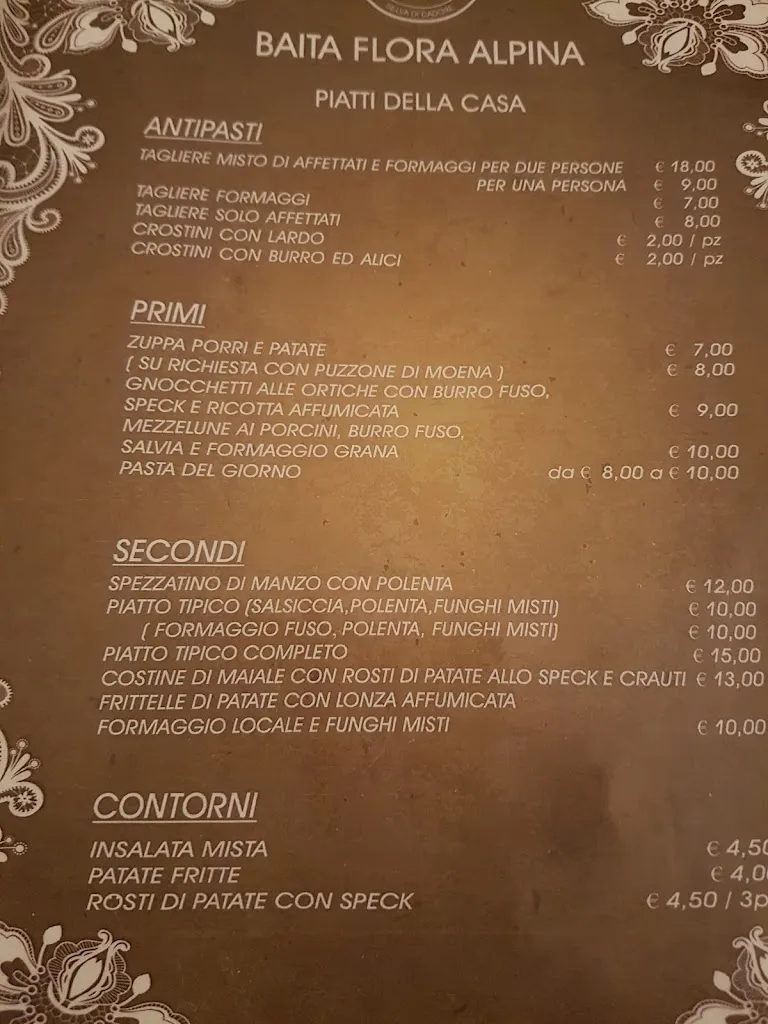 SELVA DI CADORE
BAITA FLORA ALPINA
PIATTI DELLA CASA
ANTIPASTI
TAGLIERE MISTO DI AFFETTATI E FORMAGGI PER DUE PERSONE € 18,00
PER UNA PERSONA € 9,00
TAGLIERE FORMAGGI € 7,00
TAGLIERE SOLO AFFETTATI € 8,00
CROSTINI CON LARDO € 2,00 / pz
CROSTINI CON BURRO ED ALICI € 2,00 / pz
PRIMI
ZUPPA PORRI E PATATE € 7,00
( SU RICHIESTA CON PUZZONE DI MOENA ) € 8,00
GNOCCHETTI ALLE ORTICHE CON BURRO FUSO,
SPECK E RICOTTA AFFUMICATA € 9,00
MEZZELUNE AI PORCINI, BURRO FUSO,
SALVIA E FORMAGGIO GRANA € 10,00
PASTA DEL GIORNO da € 8,00 a € 10,00
SECONDI
SPEZZATINO DI MANZO CON POLENTA € 12,00
PIATTO TIPICO (SALSICCIA,POLENTA,FUNGHI MISTI) € 10,00
( FORMAGGIO FUSO, POLENTA, FUNGHI MISTI) € 10,00
PIATTO TIPICO COMPLETO € 15,00
COSTINE DI MAIALE CON ROSTI DI PATATE ALLO SPECK E CRAUTI € 13,00
FRITTELLE DI PATATE CON LONZA AFFUMICATA
FORMAGGIO LOCALE E FUNGHI MISTI € 10,00
CONTORNI
INSALATA MISTA € 4,50
PATATE FRITTE € 4,0
ROSTI DI PATATE CON SPECK € 4,50 / 3p